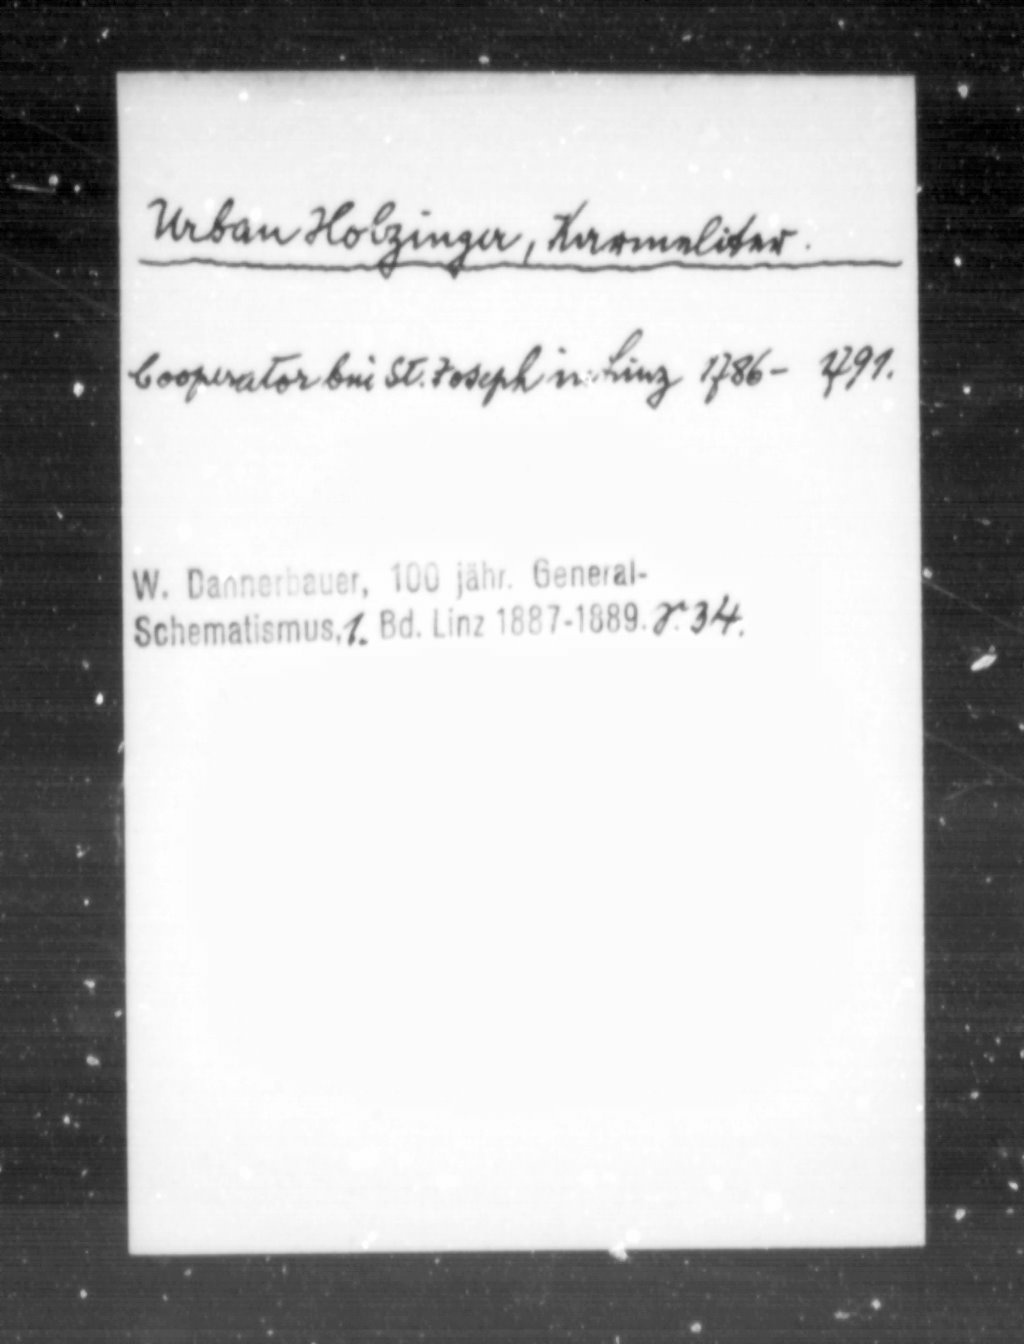 Urban Holzinger, Karmeliter.
Cooperator bei St. Joseph in Linz 1786- 1791.
W. Dannerbauer, 100 jähr. General-
Schematismus, 1. Bd. Linz 1887-1889. S. 34.